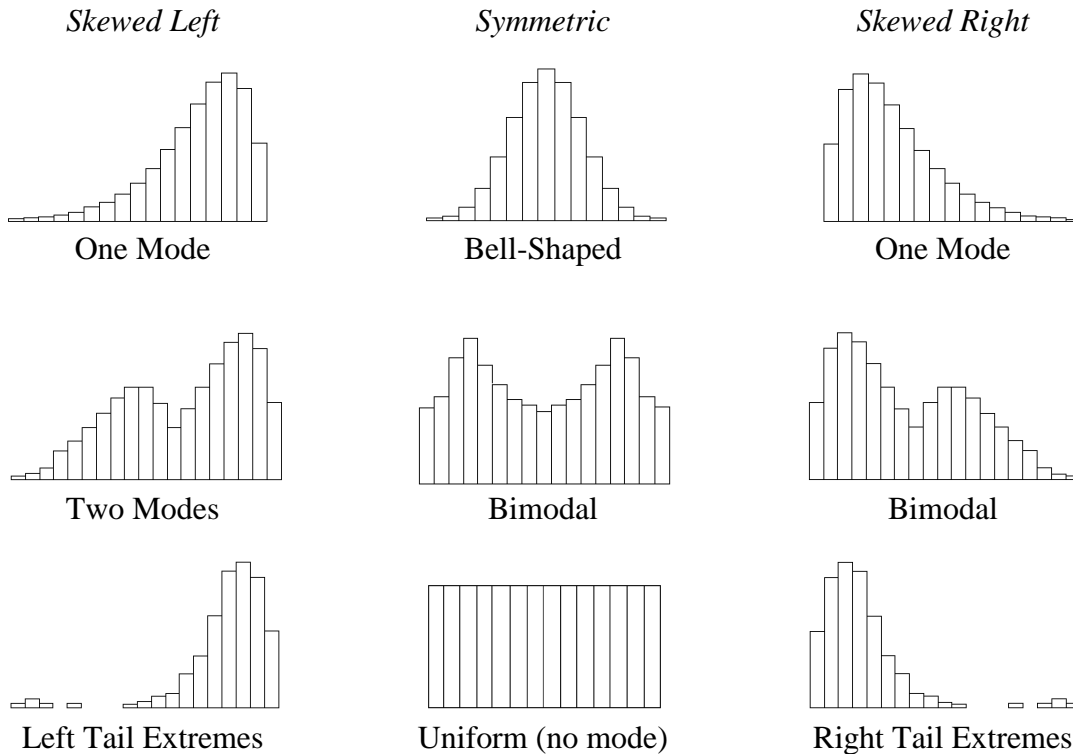 Skewed Left Symmetric Skewed Right
One Mode Bell-Shaped One Mode
Two Modes Bimodal Bimodal
Left Tail Extremes Uniform (no mode) Right Tail Extremes